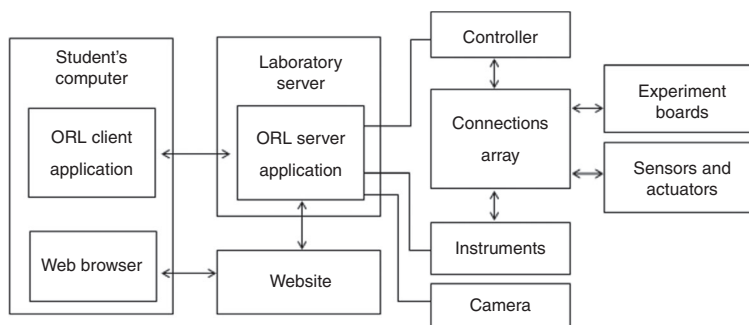 Student's
computer
ORL client
application
Web browser
Laboratory
server
ORL server
application
Website
Controller
Connections
array
Instruments
Camera
Experiment
boards
Sensors and
actuators